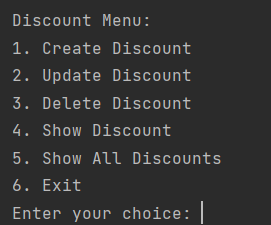 Discount Menu:
1. Create Discount
2. Update Discount
3. Delete Discount
4. Show Discount
5. Show All Discounts
6. Exit
Enter your choice: